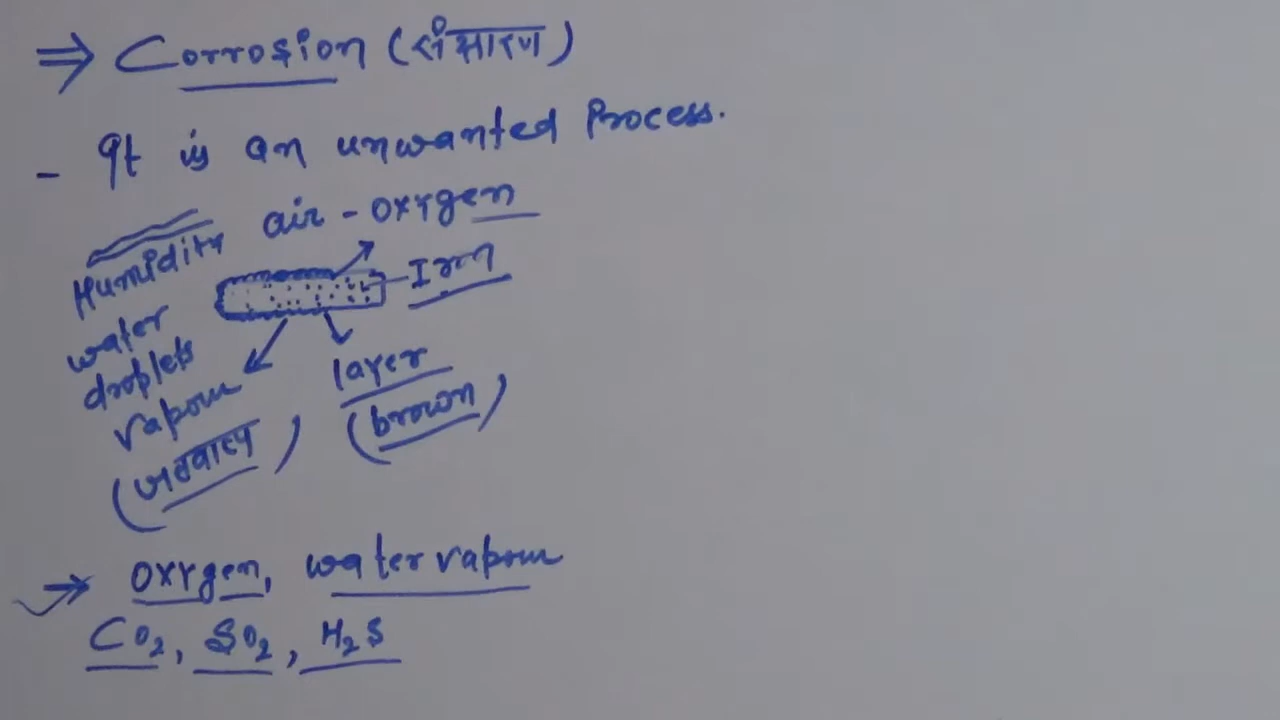 ⇒ Corrosion (संक्षारण)
- It is an unwanted Process.
Humidity air - oxygen
Iron
water
droplets
vapour
(जलवाष्प)
layer
(brown)
→ oxygen, water vapour
CO₂, SO₂, H₂S